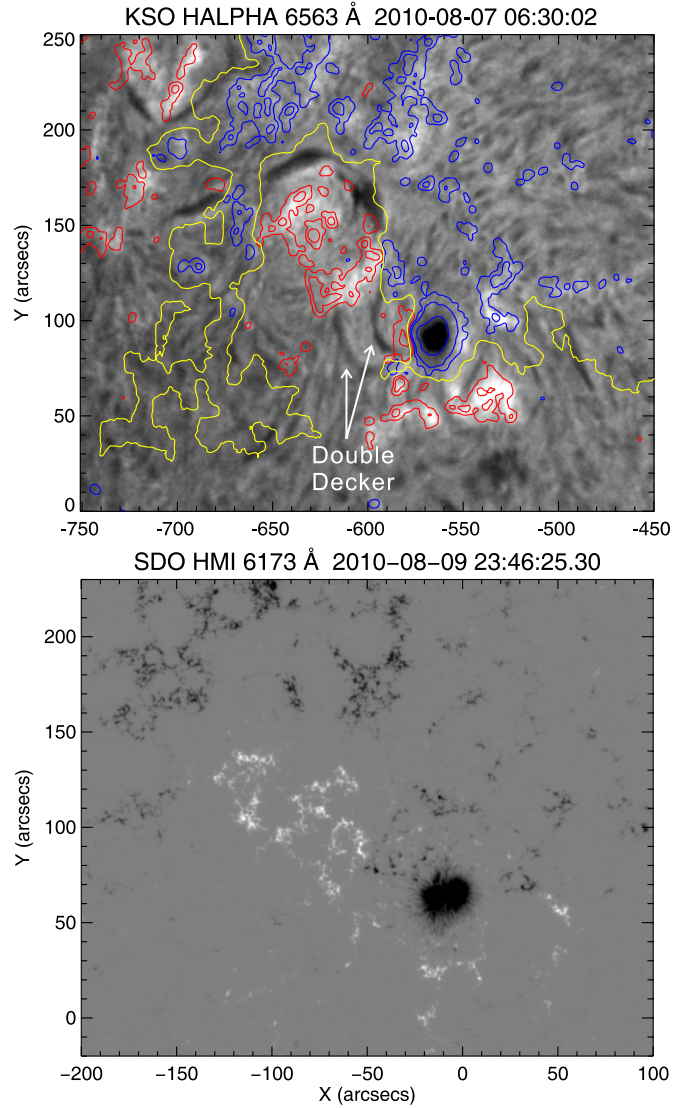 KSO HALPHA 6563 Å 2010-08-07 06:30:02
250
200
150
100
50
0
Y (arcsecs)
Double
Decker
-750 -700 -650 -600 -550 -500 -450
SDO HMI 6173 Å 2010−08−09 23:46:25.30
200
150
100
50
0
Y (arcsecs)
−200 −150 −100 −50 0 50 100
X (arcsecs)